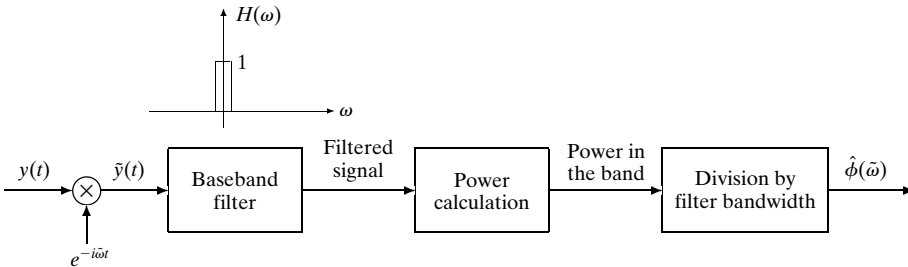 H(ω)
1
ω
y(t)
ỹ(t)
e^{-iω̃t}
Baseband
filter
Filtered
signal
Power
calculation
Power in
the band
Division by
filter bandwidth
ϕ̂(ω̃)